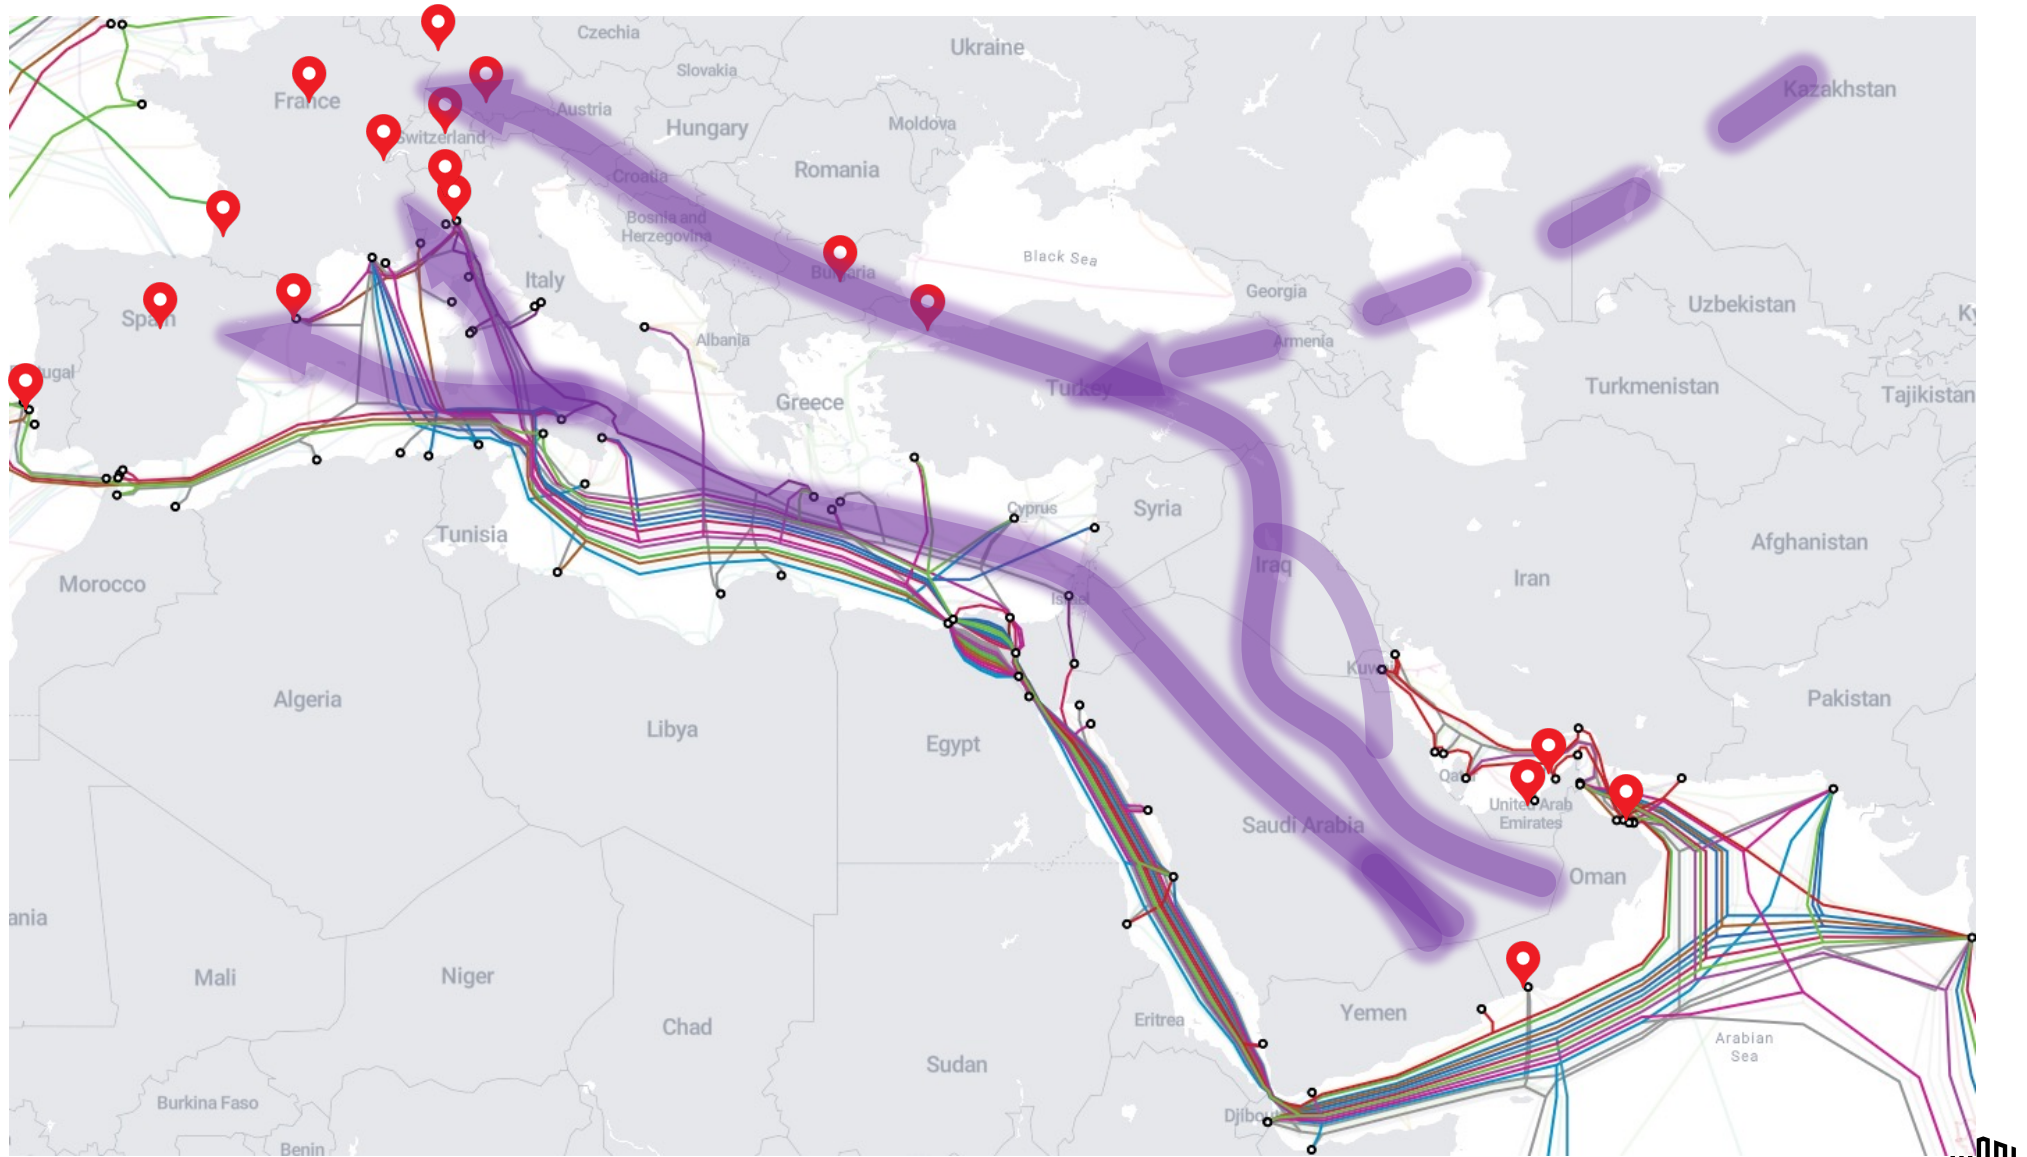 Czechia
Ukraine
Slovakia
Kazakhstan
France
Austria
Hungary
Moldova
Switzerland
Romania
Croatia
Bosnia and
Herzegovina
Black Sea
Bulgaria
Italy
Georgia
Uzbekistan
Spain
Albania
Armenia
Turkey
Turkmenistan
Tajikistan
Greece
Cyprus
Syria
Tunisia
Afghanistan
Morocco
Iraq
Iran
Israel
Kuwait
Algeria
Pakistan
Libya
Egypt
Qatar
United Arab
Emirates
Saudi Arabia
Oman
ania
Mali
Niger
Yemen
Eritrea
Chad
Arabian
Sea
Sudan
Burkina Faso
Djibouti
Benin